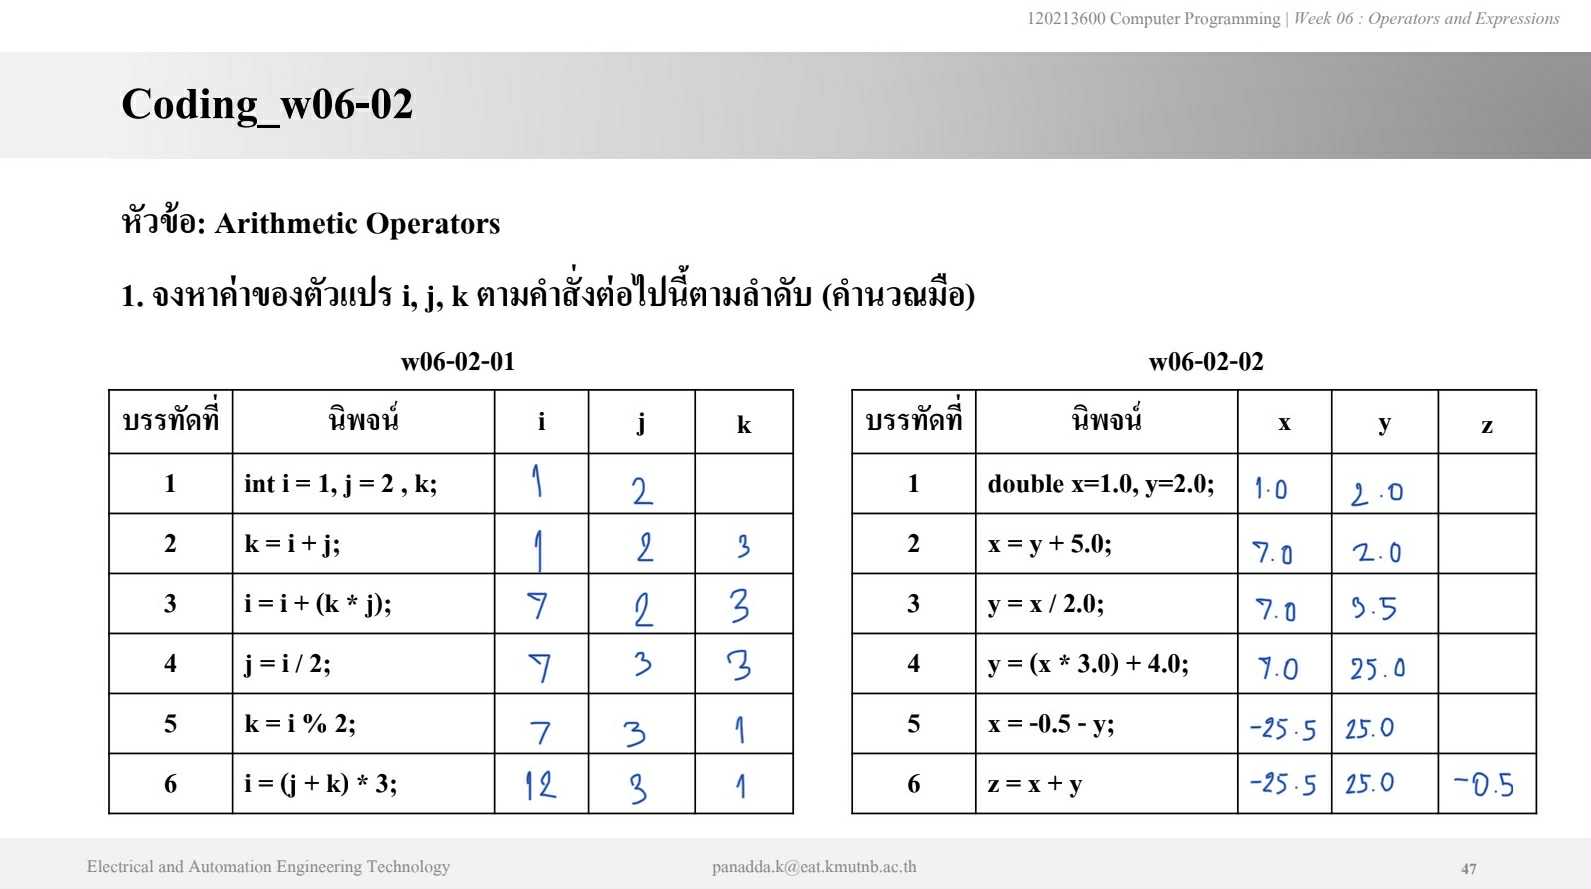 120213600 Computer Programming | Week 06 : Operators and Expressions
Coding_w06-02
หัวข้อ: Arithmetic Operators
1. จงหาค่าของตัวแปร i, j, k ตามคำสั่งต่อไปนี้ตามลำดับ (คำนวณมือ)
w06-02-01
บรรทัดที่ นิพจน์ i j k
1 int i = 1, j = 2 , k; 1 2
2 k = i + j; 1 2 3
3 i = i + (k * j); 7 2 3
4 j = i / 2; 7 3 3
5 k = i % 2; 7 3 1
6 i = (j + k) * 3; 12 3 1
w06-02-02
บรรทัดที่ นิพจน์ x y z
1 double x=1.0, y=2.0; 1.0 2.0
2 x = y + 5.0; 7.0 2.0
3 y = x / 2.0; 7.0 3.5
4 y = (x * 3.0) + 4.0; 7.0 25.0
5 x = -0.5 - y; -25.5 25.0
6 z = x + y -25.5 25.0 -0.5
Electrical and Automation Engineering Technology panadda.k@eat.kmutnb.ac.th 47